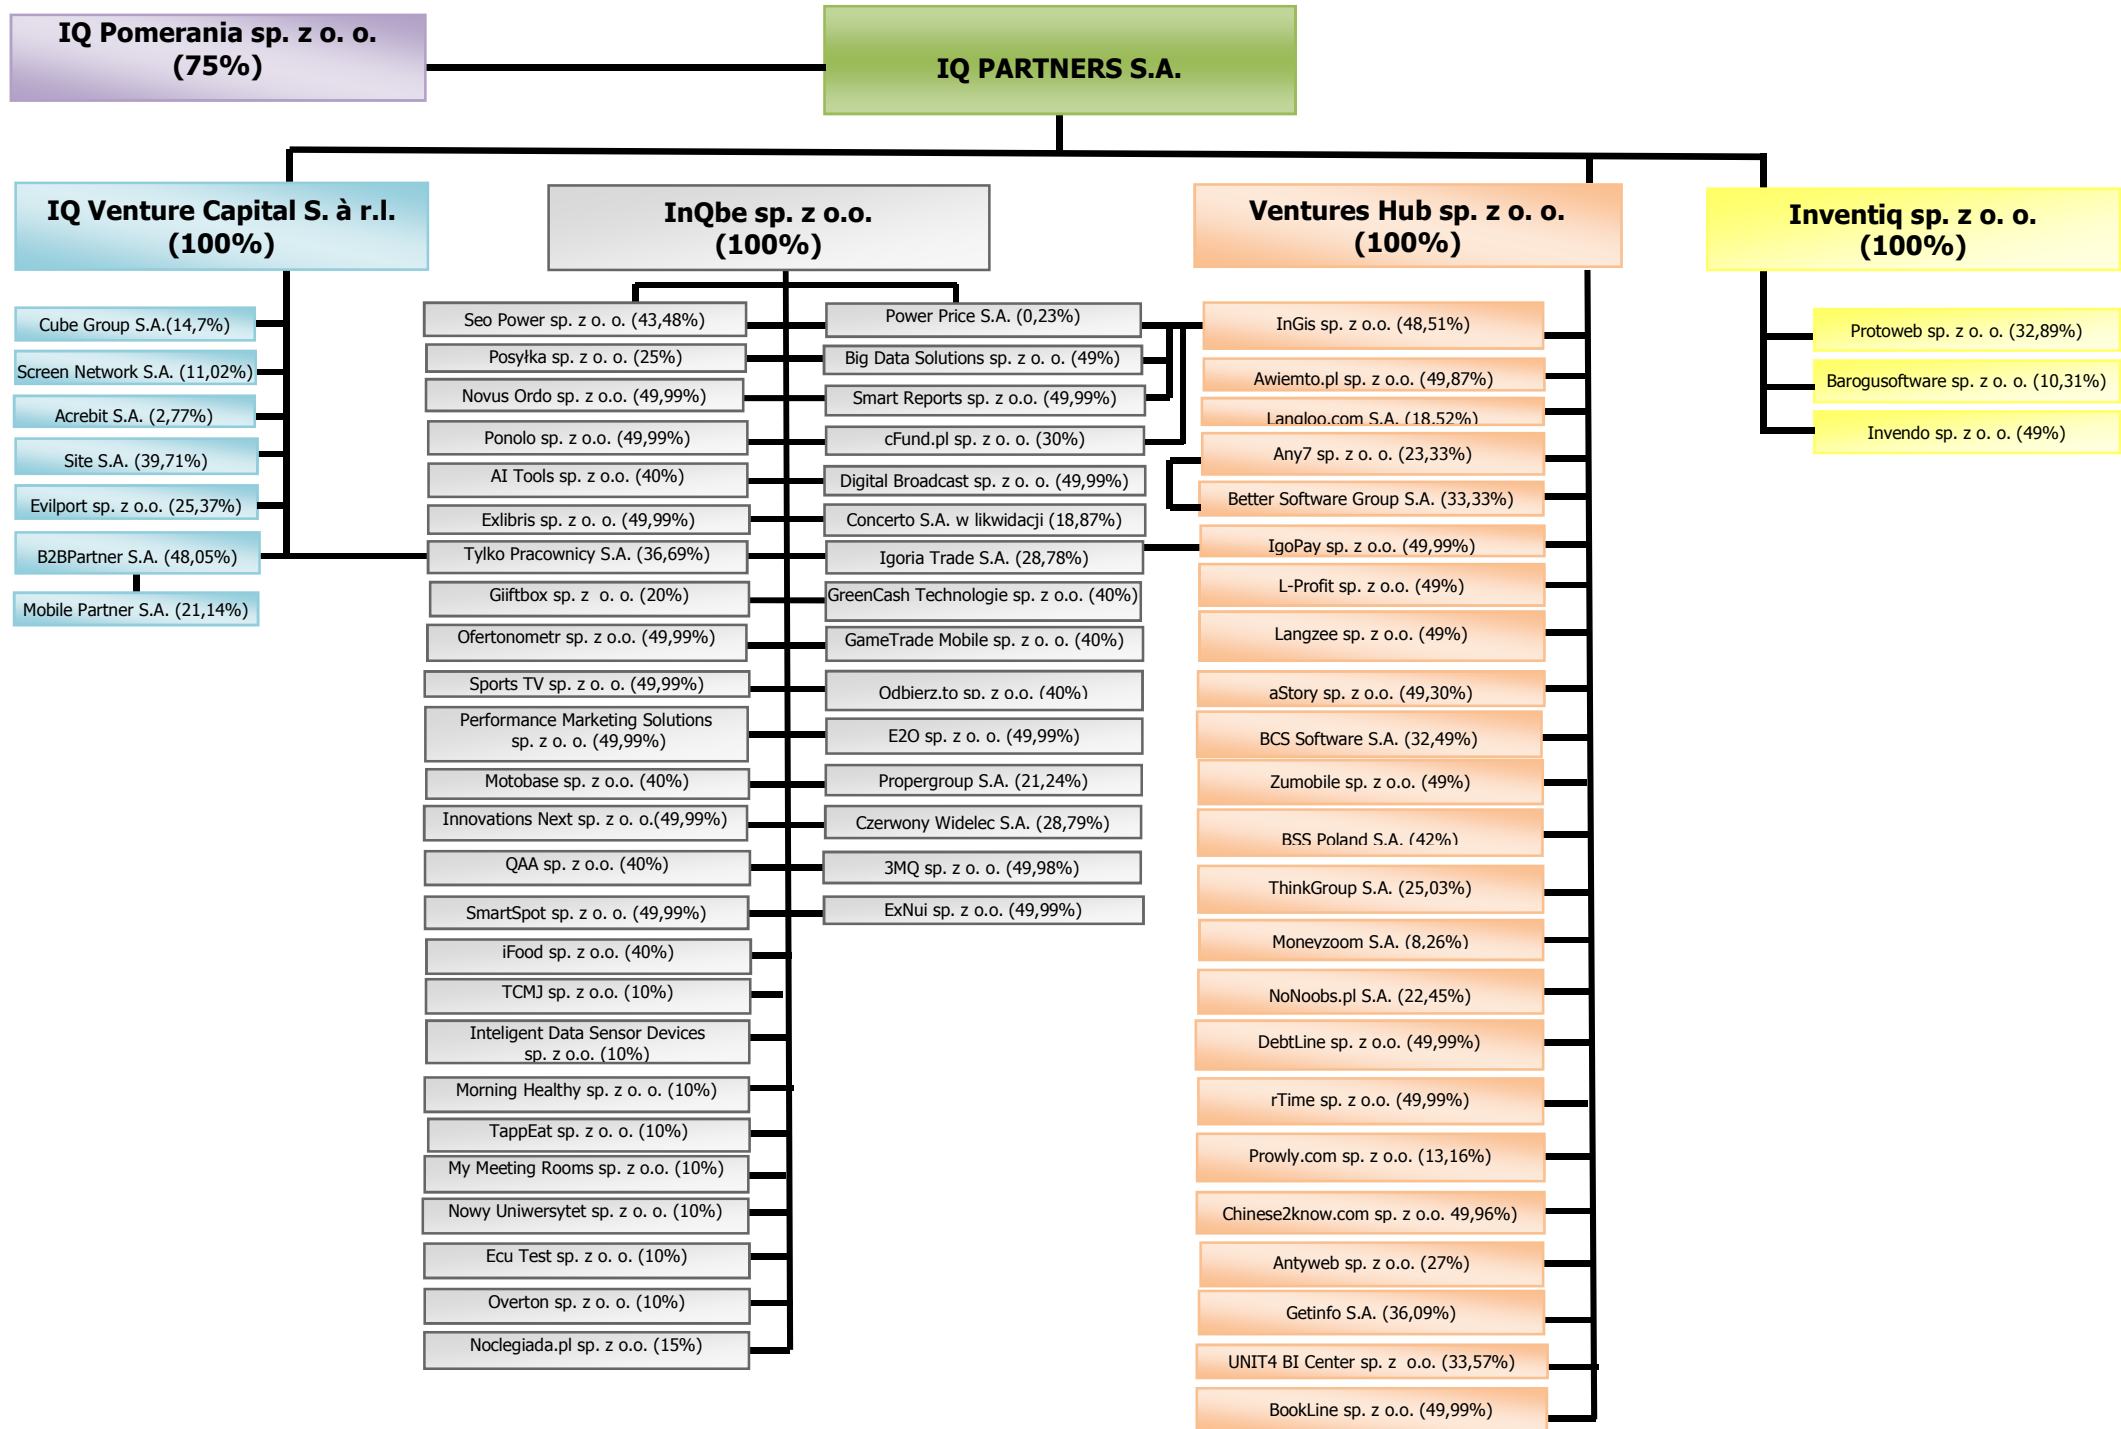 IQ Pomerania sp. z o. o.
(75%)
IQ PARTNERS S.A.
IQ Venture Capital S. à r.l.
(100%)
InQbe sp. z o.o.
(100%)
Ventures Hub sp. z o. o.
(100%)
Inventiq sp. z o. o.
(100%)
Cube Group S.A.(14,7%)
Screen Network S.A. (11,02%)
Acrebit S.A. (2,77%)
Site S.A. (39,71%)
Evilport sp. z o.o. (25,37%)
B2BPartner S.A. (48,05%)
Mobile Partner S.A. (21,14%)
Seo Power sp. z o. o. (43,48%)
Posyłka sp. z o. o. (25%)
Novus Ordo sp. z o.o. (49,99%)
Ponolo sp. z o.o. (49,99%)
AI Tools sp. z o.o. (40%)
Exlibris sp. z o. o. (49,99%)
Tylko Pracownicy S.A. (36,69%)
Giiftbox sp. z  o. o. (20%)
Ofertonometr sp. z o.o. (49,99%)
Sports TV sp. z o. o. (49,99%)
Performance Marketing Solutions
sp. z o. o. (49,99%)
Motobase sp. z o.o. (40%)
Innovations Next sp. z o. o.(49,99%)
QAA sp. z o.o. (40%)
SmartSpot sp. z o. o. (49,99%)
iFood sp. z o.o. (40%)
TCMJ sp. z o.o. (10%)
Inteligent Data Sensor Devices
sp. z o.o. (10%)
Morning Healthy sp. z o. o. (10%)
TappEat sp. z o. o. (10%)
My Meeting Rooms sp. z o.o. (10%)
Nowy Uniwersytet sp. z o. o. (10%)
Ecu Test sp. z o. o. (10%)
Overton sp. z o. o. (10%)
Noclegiada.pl sp. z o.o. (15%)
Power Price S.A. (0,23%)
Big Data Solutions sp. z o. o. (49%)
Smart Reports sp. z o.o. (49,99%)
cFund.pl sp. z o. o. (30%)
Digital Broadcast sp. z o. o. (49,99%)
Concerto S.A. w likwidacji (18,87%)
Igoria Trade S.A. (28,78%)
GreenCash Technologie sp. z o.o. (40%)
GameTrade Mobile sp. z o. o. (40%)
Odbierz.to sp. z o.o. (40%)
E2O sp. z o. o. (49,99%)
Propergroup S.A. (21,24%)
Czerwony Widelec S.A. (28,79%)
3MQ sp. z o. o. (49,98%)
ExNui sp. z o.o. (49,99%)
InGis sp. z o.o. (48,51%)
Awiemto.pl sp. z o.o. (49,87%)
Langloo.com S.A. (18,52%)
Any7 sp. z o. o. (23,33%)
Better Software Group S.A. (33,33%)
IgoPay sp. z o.o. (49,99%)
L-Profit sp. z o.o. (49%)
Langzee sp. z o.o. (49%)
aStory sp. z o.o. (49,30%)
BCS Software S.A. (32,49%)
Zumobile sp. z o.o. (49%)
BSS Poland S.A. (42%)
ThinkGroup S.A. (25,03%)
Moneyzoom S.A. (8,26%)
NoNoobs.pl S.A. (22,45%)
DebtLine sp. z o.o. (49,99%)
rTime sp. z o.o. (49,99%)
Prowly.com sp. z o.o. (13,16%)
Chinese2know.com sp. z o.o. 49,96%)
Antyweb sp. z o.o. (27%)
Getinfo S.A. (36,09%)
UNIT4 BI Center sp. z  o.o. (33,57%)
BookLine sp. z o.o. (49,99%)
Protoweb sp. z o. o. (32,89%)
Barogusoftware sp. z o. o. (10,31%)
Invendo sp. z o. o. (49%)